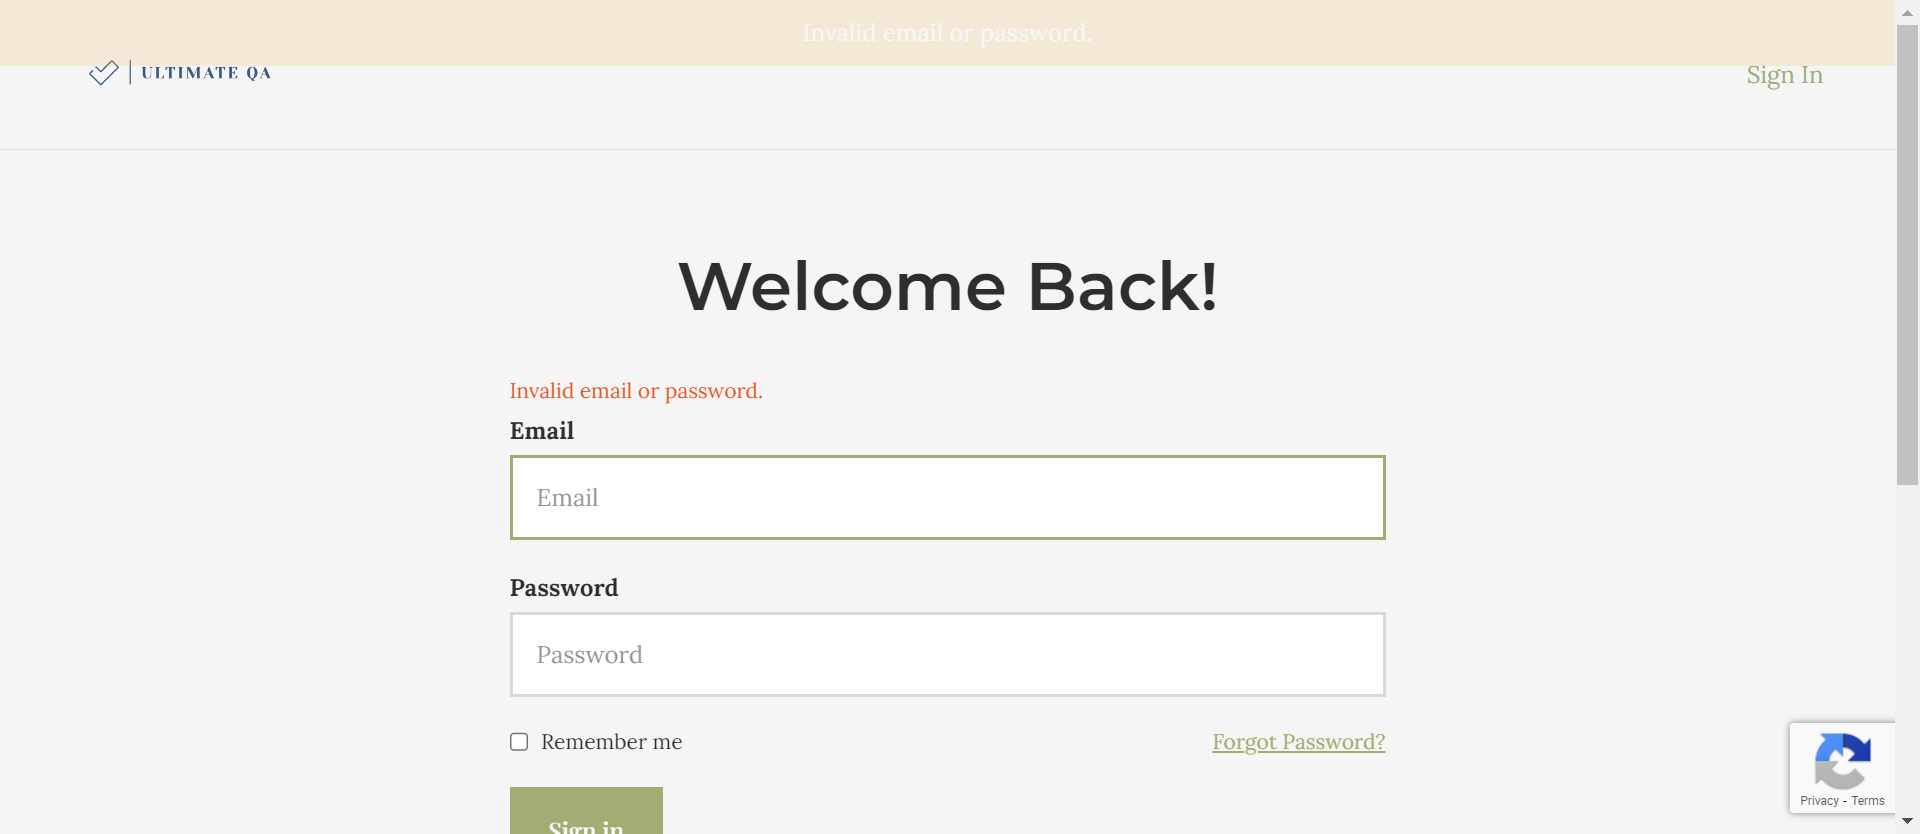 Invalid email or password.
ULTIMATE QA
Sign In
Welcome Back!
Invalid email or password.
Email
Email
Password
Password
Remember me
Forgot Password?
Sign in
Privacy - Terms